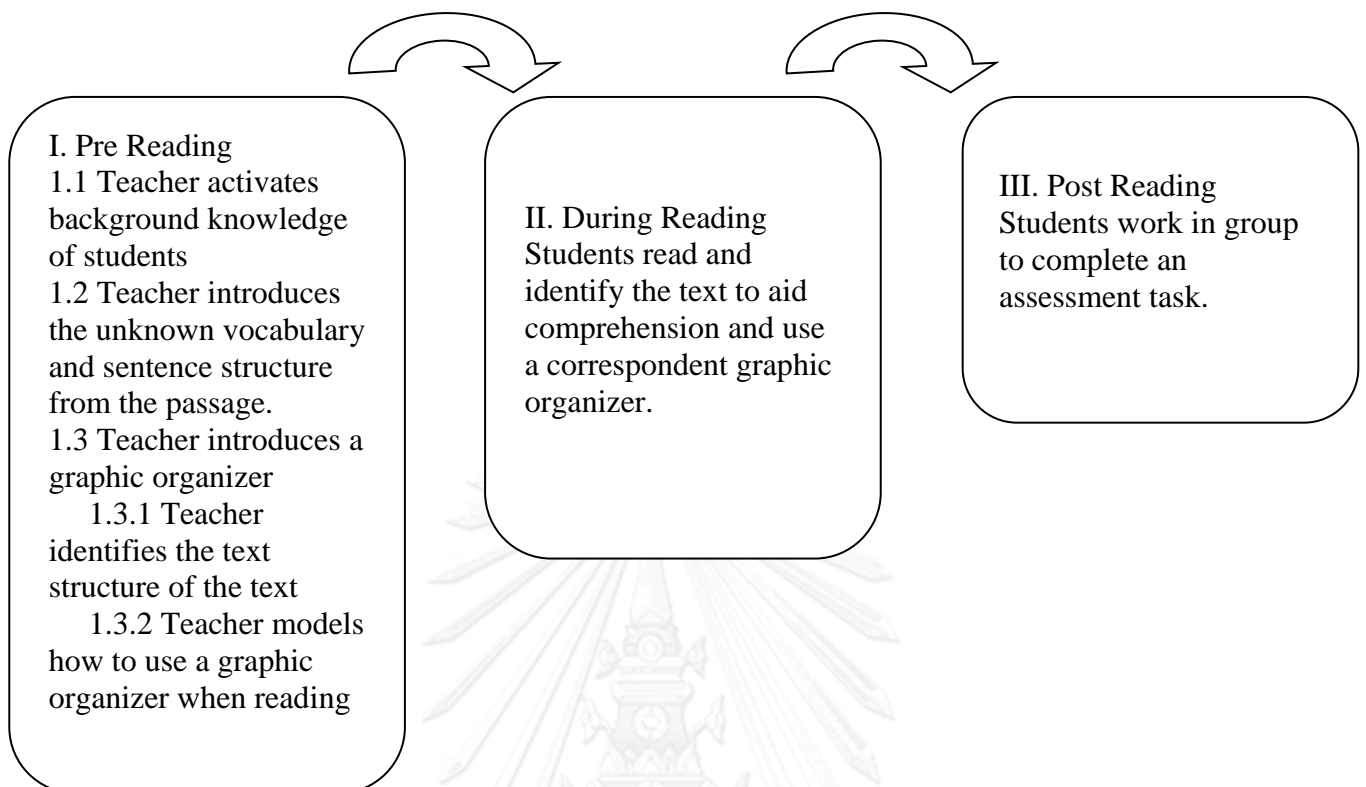 I. Pre Reading
1.1 Teacher activates
background knowledge
of students
1.2 Teacher introduces
the unknown vocabulary
and sentence structure
from the passage.
1.3 Teacher introduces a
graphic organizer
1.3.1 Teacher
identifies the text
structure of the text
1.3.2 Teacher models
how to use a graphic
organizer when reading
II. During Reading
Students read and
identify the text to aid
comprehension and use
a correspondent graphic
organizer.
III. Post Reading
Students work in group
to complete an
assessment task.